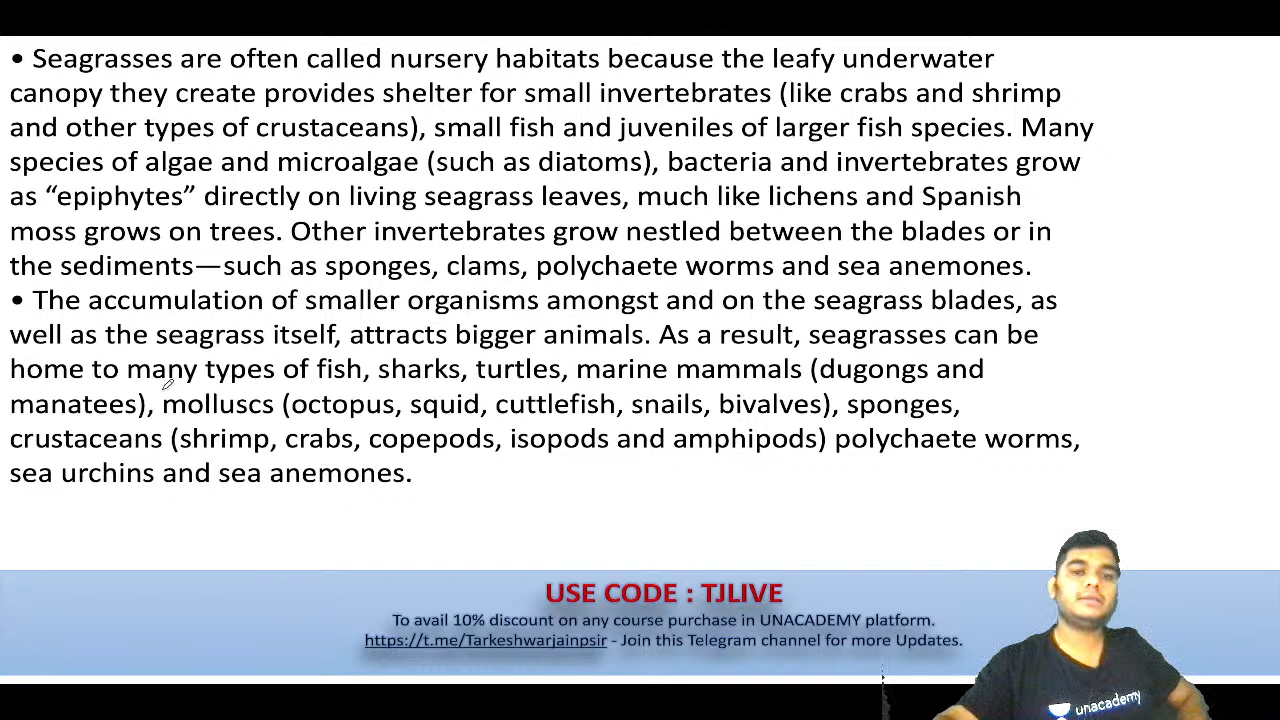 • Seagrasses are often called nursery habitats because the leafy underwater
canopy they create provides shelter for small invertebrates (like crabs and shrimp
and other types of crustaceans), small fish and juveniles of larger fish species. Many
species of algae and microalgae (such as diatoms), bacteria and invertebrates grow
as “epiphytes” directly on living seagrass leaves, much like lichens and Spanish
moss grows on trees. Other invertebrates grow nestled between the blades or in
the sediments—such as sponges, clams, polychaete worms and sea anemones.
• The accumulation of smaller organisms amongst and on the seagrass blades, as
well as the seagrass itself, attracts bigger animals. As a result, seagrasses can be
home to many types of fish, sharks, turtles, marine mammals (dugongs and
manatees), molluscs (octopus, squid, cuttlefish, snails, bivalves), sponges,
crustaceans (shrimp, crabs, copepods, isopods and amphipods) polychaete worms,
sea urchins and sea anemones.
USE CODE : TJLIVE
To avail 10% discount on any course purchase in UNACADEMY platform.
https://t.me/Tarkeshwarjainpsir - Join this Telegram channel for more Updates.
unacademy